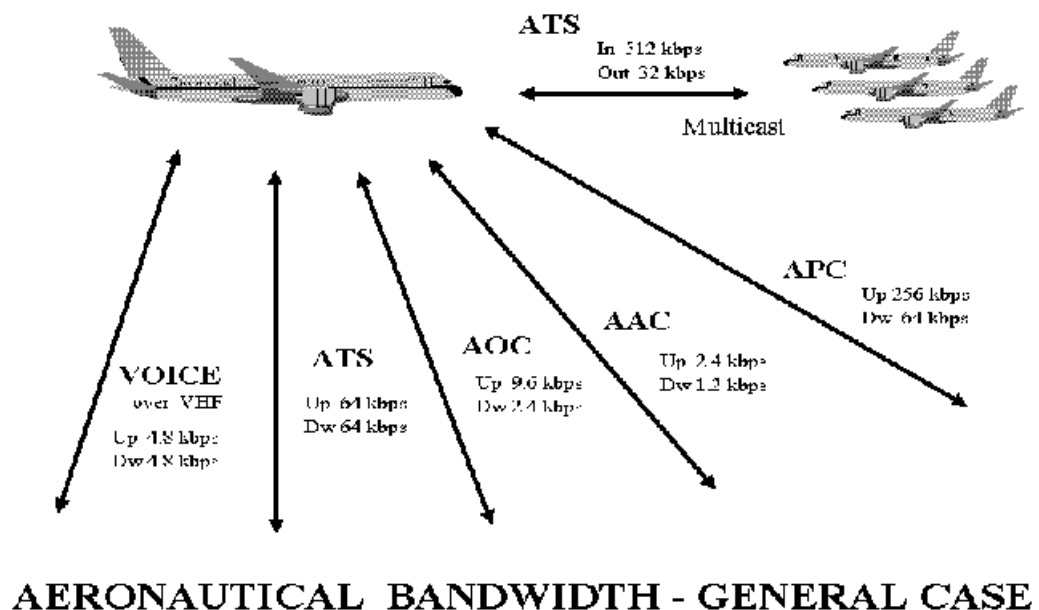 ATS
In 512 kbps
Out 32 kbps
Multicast
APC
Up 256 kbps
Dw 64 kbps
AAC
Up 2.4 kbps
Dw 1.2 kbps
AOC
Up 9.6 kbps
Dw 2.4 kbps
ATS
Up 64 kbps
Dw 64 kbps
VOICE
over VHF
Up 4.8 kbps
Dw 4.8 kbps
AERONAUTICAL BANDWIDTH - GENERAL CASE